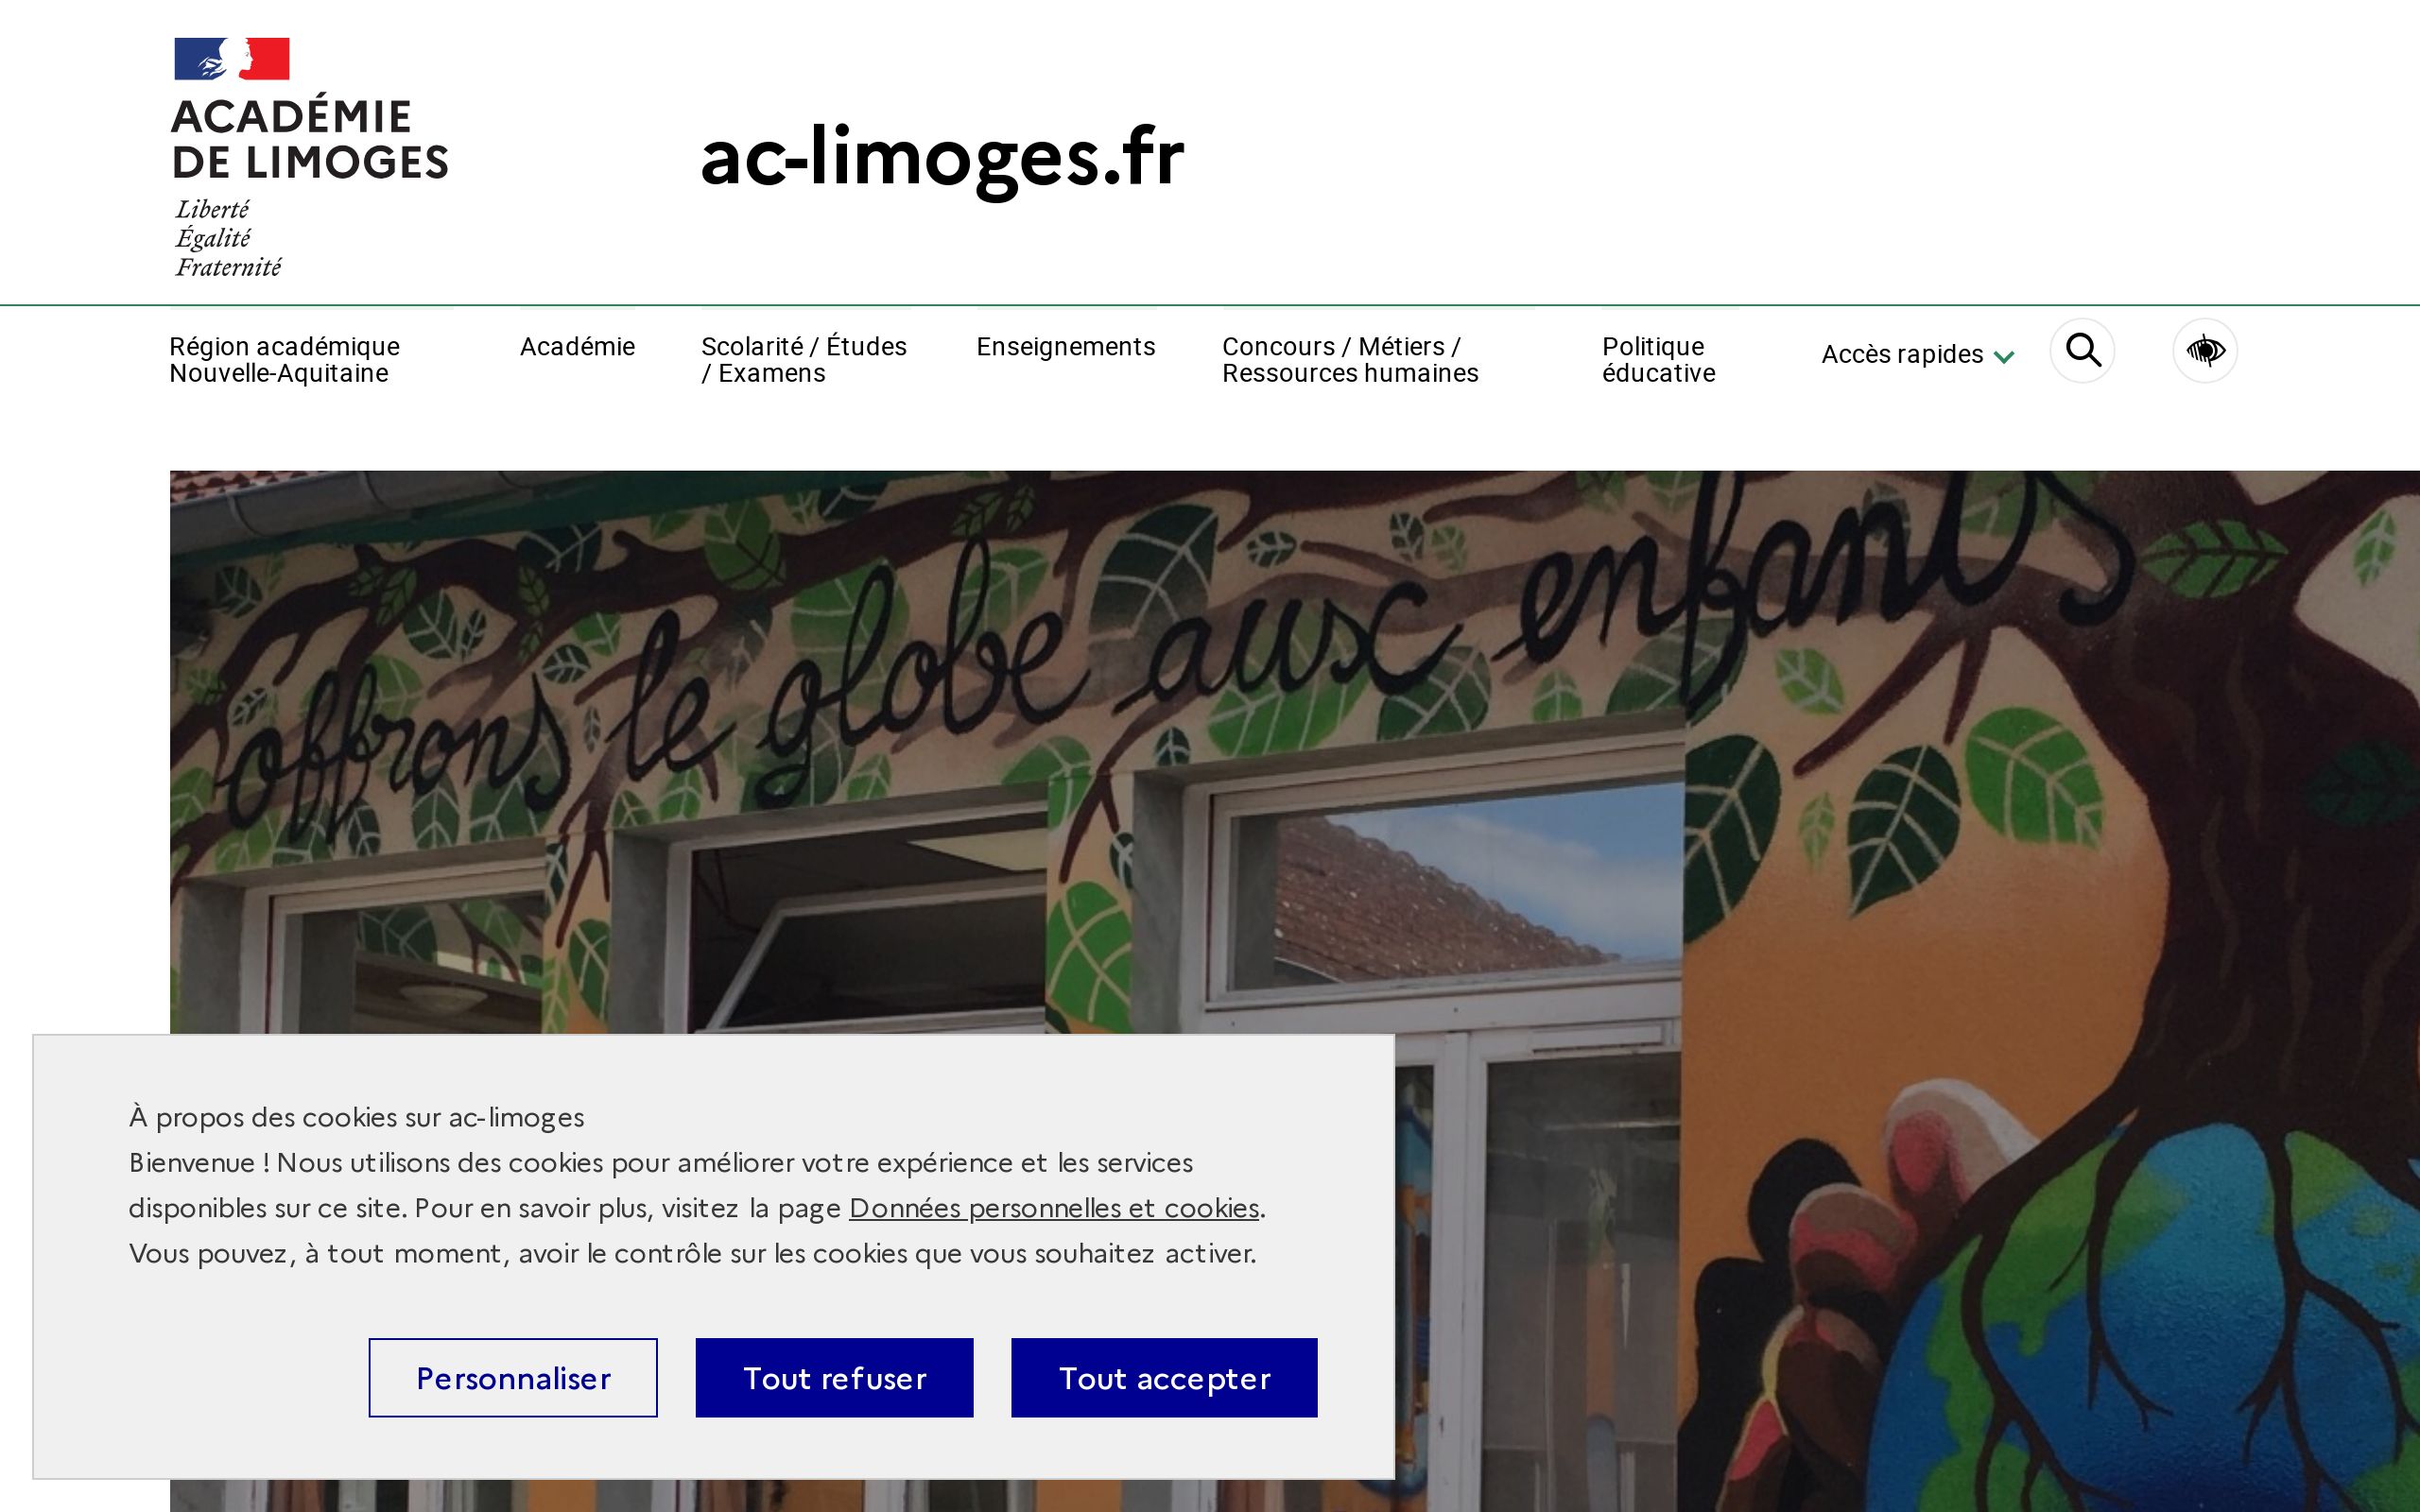 ACADÉMIE
DE LIMOGES
Liberté
Égalité
Fraternité
ac-limoges.fr
Région académique
Nouvelle-Aquitaine
Académie
Scolarité / Études
/ Examens
Enseignements
Concours / Métiers /
Ressources humaines
Politique
éducative
Accès rapides
offrons le globe aux enfants
À propos des cookies sur ac-limoges
Bienvenue ! Nous utilisons des cookies pour améliorer votre expérience et les services
disponibles sur ce site. Pour en savoir plus, visitez la page Données personnelles et cookies.
Vous pouvez, à tout moment, avoir le contrôle sur les cookies que vous souhaitez activer.
Personnaliser
Tout refuser
Tout accepter